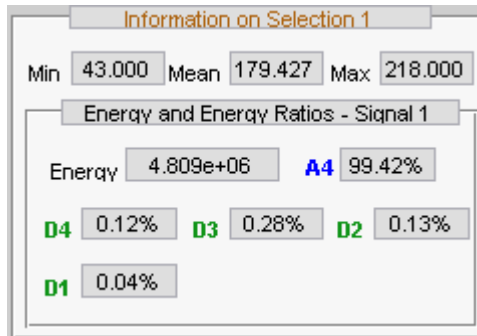 Information on Selection 1
Min 43.000 Mean 179.427 Max 218.000
Energy and Energy Ratios - Signal 1
Energy 4.809e+06 A4 99.42%
D4 0.12% D3 0.28% D2 0.13%
D1 0.04%